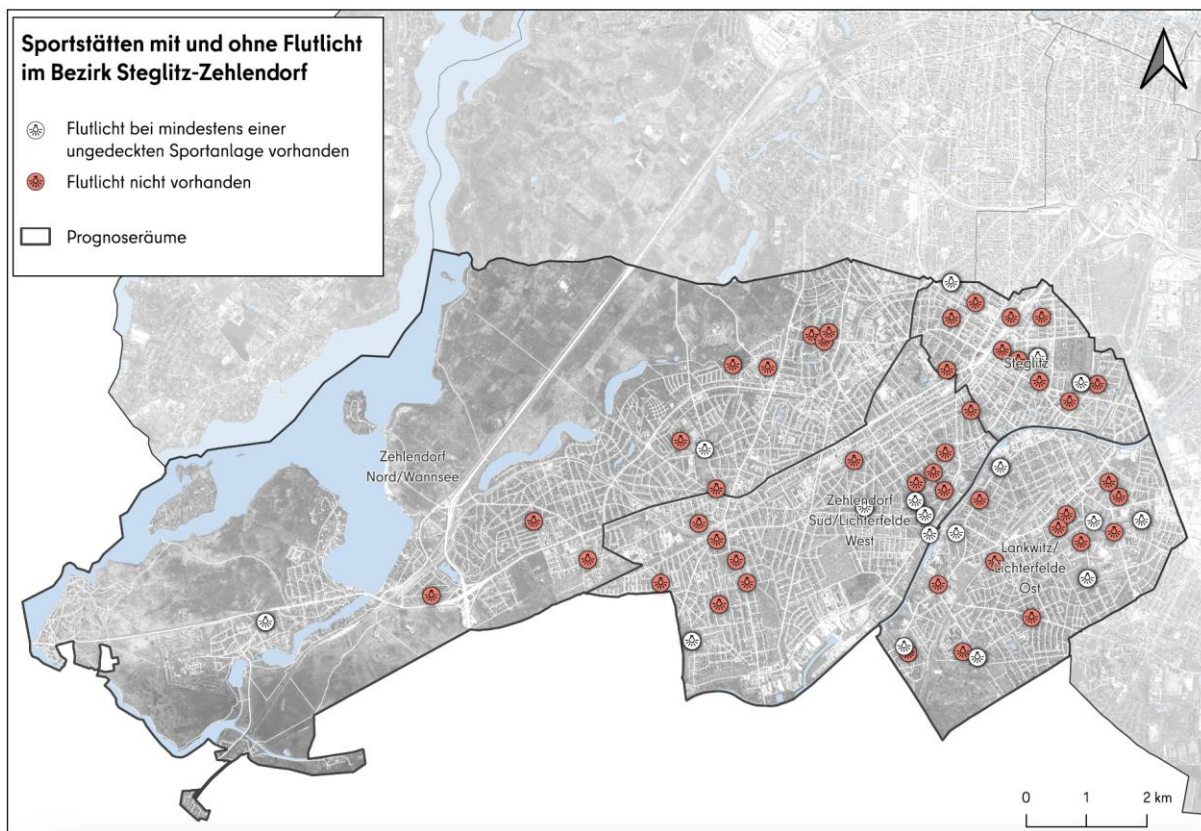 Sportstätten mit und ohne Flutlicht
im Bezirk Steglitz-Zehlendorf
Flutlicht bei mindestens einer
ungedeckten Sportanlage vorhanden
Flutlicht nicht vorhanden
Prognoseräume
Steglitz
Zehlendorf
Nord/Wannsee
Zehlendorf
Süd/Lichterfelde
West
Lankwitz/
Lichterfelde
Ost
0 1 2 km